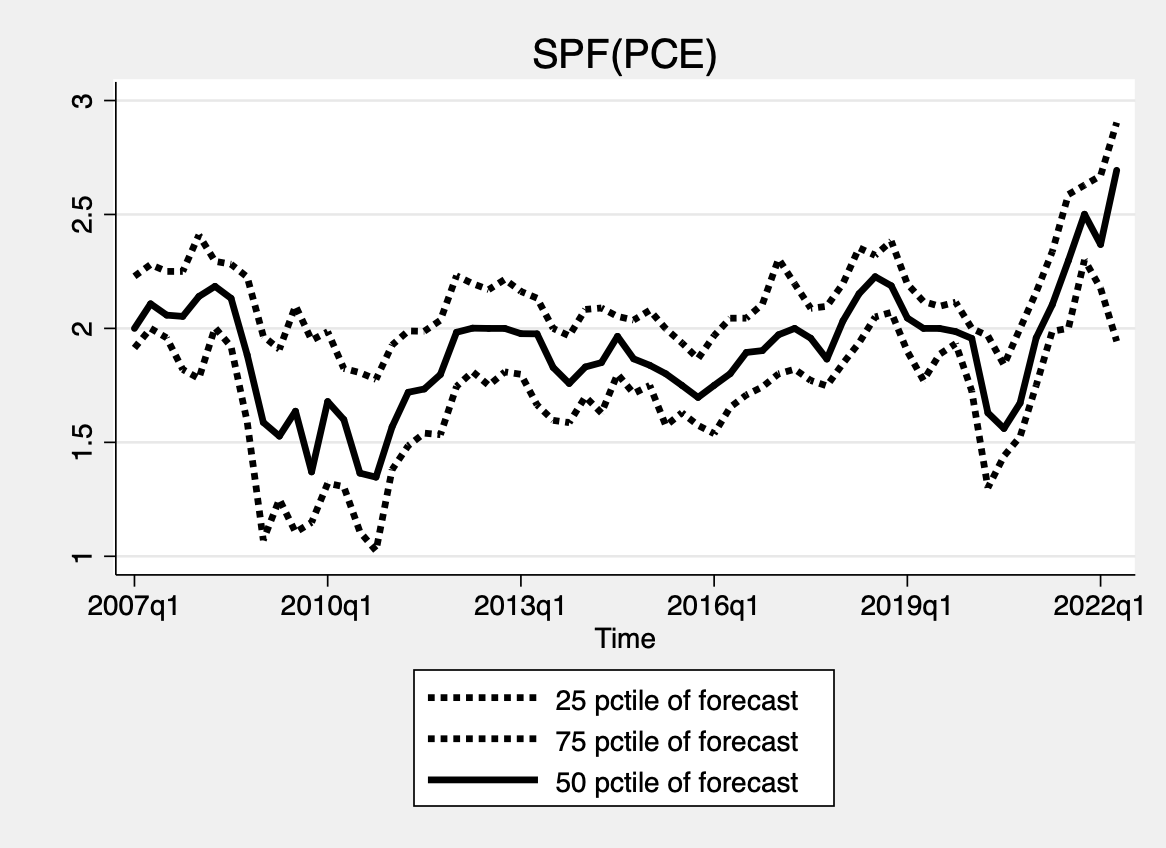 SPF(PCE)
3
2.5
2
1.5
1
2007q1 2010q1 2013q1 2016q1 2019q1 2022q1
Time
25 pctile of forecast
75 pctile of forecast
50 pctile of forecast